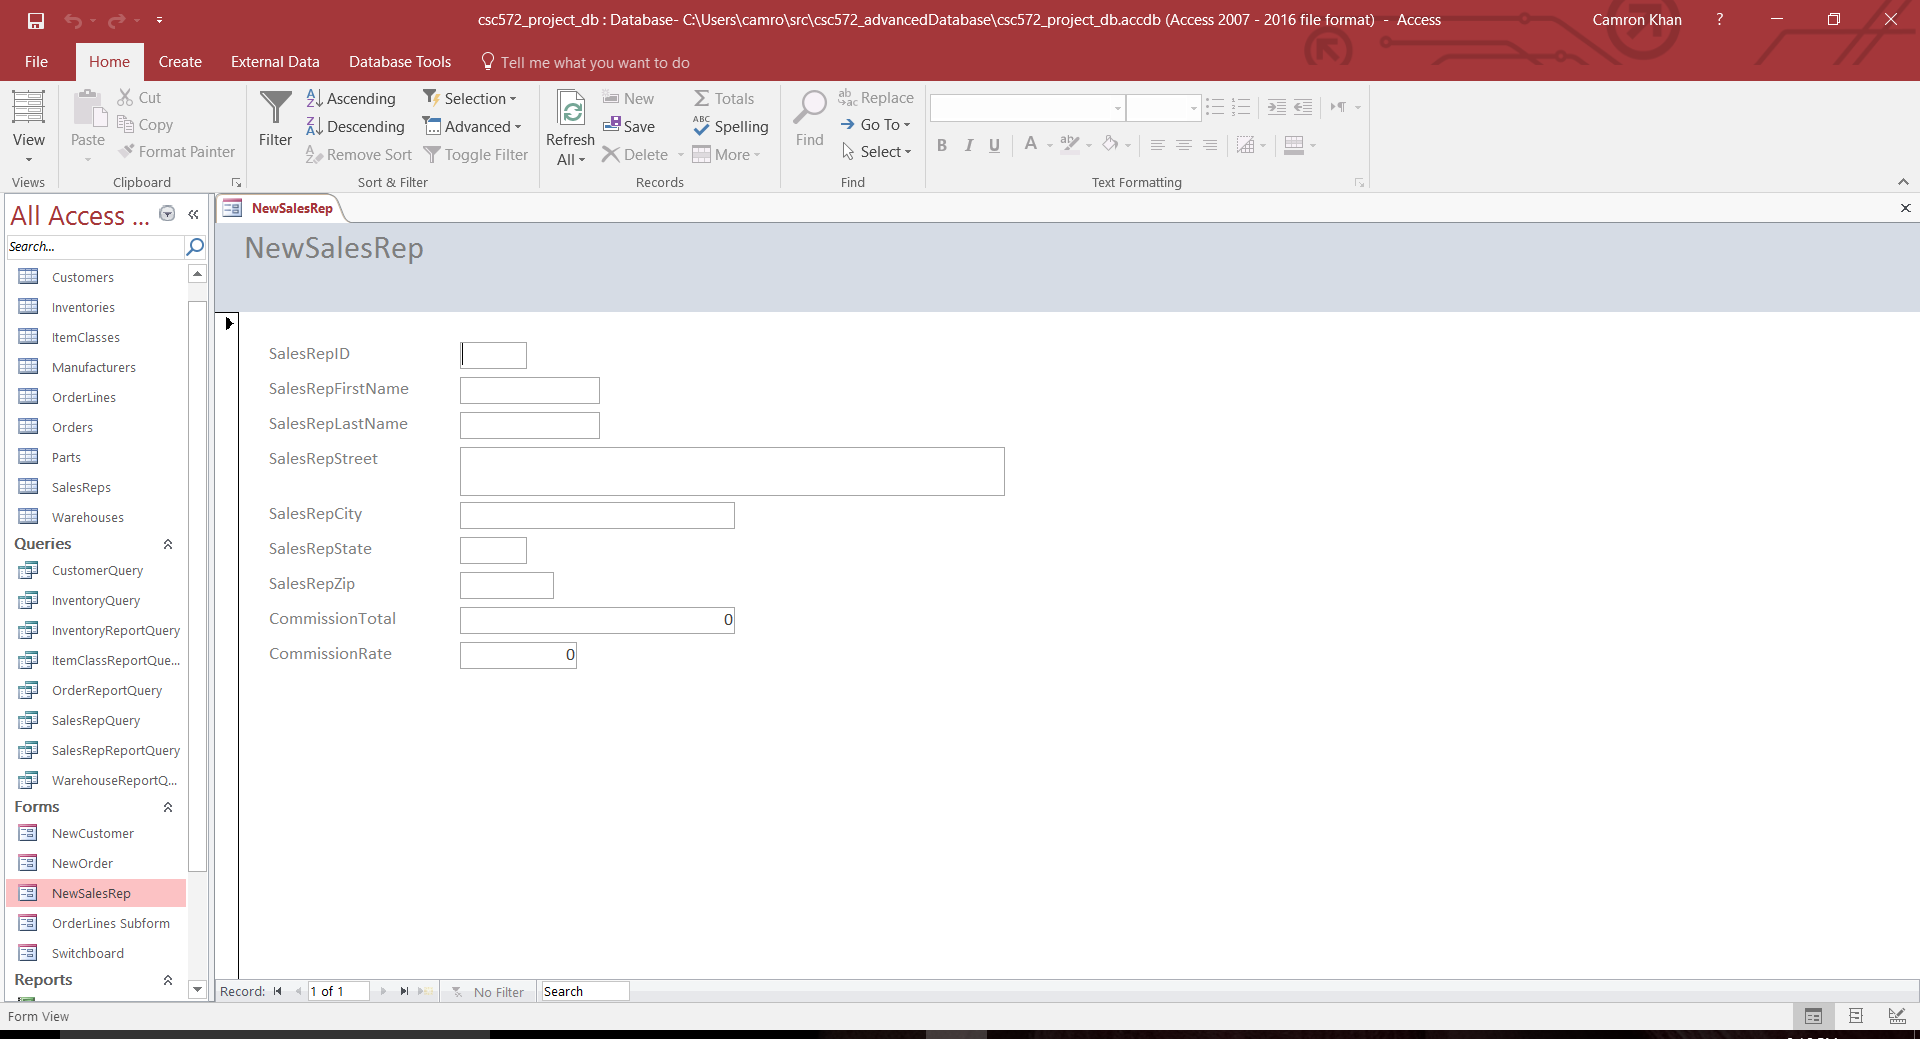 csc572_project_db : Database- C:\Users\camro\src\csc572_advancedDatabase\csc572_project_db.accdb (Access 2007 - 2016 file format) - Access
Camron Khan
?
File
Home
Create
External Data
Database Tools
Tell me what you want to do
View
Views
Paste
Cut
Copy
Format Painter
Clipboard
Filter
Ascending
Descending
Remove Sort
Selection
Advanced
Toggle Filter
Sort & Filter
Refresh
All
New
Save
Delete
Totals
Spelling
More
Records
Find
Replace
Go To
Select
Find
B I U A
Text Formatting
All Access ...
Search...
Customers
Inventories
ItemClasses
Manufacturers
OrderLines
Orders
Parts
SalesReps
Warehouses
Queries
CustomerQuery
InventoryQuery
InventoryReportQuery
ItemClassReportQue...
OrderReportQuery
SalesRepQuery
SalesRepReportQuery
WarehouseReportQ...
Forms
NewCustomer
NewOrder
NewSalesRep
OrderLines Subform
Switchboard
Reports
NewSalesRep
NewSalesRep
SalesRepID
SalesRepFirstName
SalesRepLastName
SalesRepStreet
SalesRepCity
SalesRepState
SalesRepZip
CommissionTotal 0
CommissionRate 0
Record: 1 of 1 No Filter Search
Form View